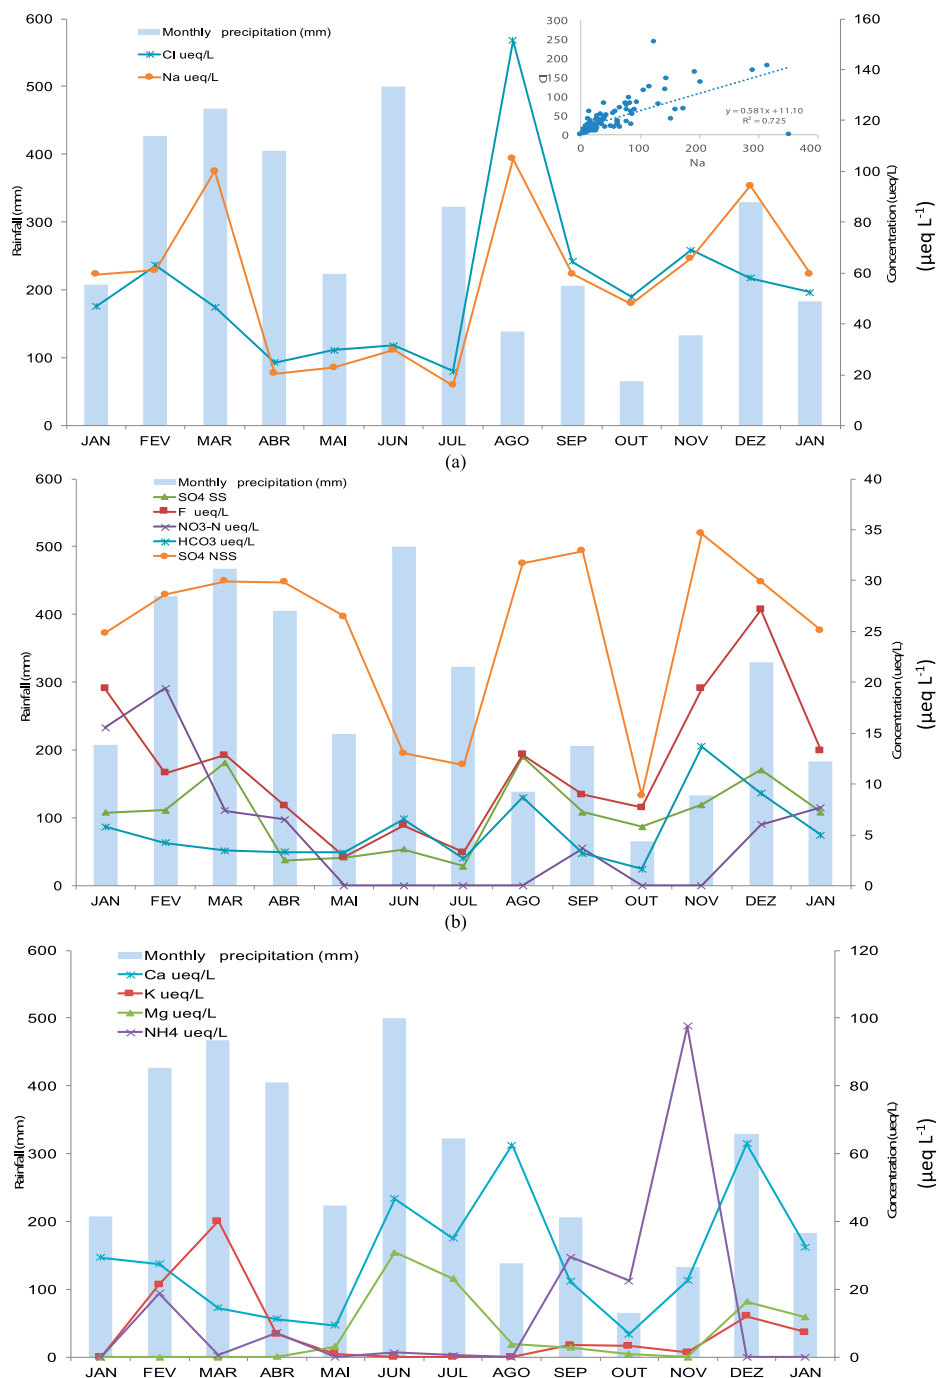 600
500
400
300
200
100
0
Rainfall (mm)
Monthly precipitation (mm)
Cl ueq/L
Na ueq/L
300
250
200
150
100
50
0
Cl
0 100 200 300 400
Na
y = 0.581x + 11.10
R² = 0.725
160
140
120
100
80
60
40
20
0
Concentration (ueq/L)
(µeq L⁻¹)
JAN FEV MAR ABR MAI JUN JUL AGO SEP OUT NOV DEZ JAN
(a)
600
500
400
300
200
100
0
Rainfall (mm)
Monthly precipitation (mm)
SO4 SS
F ueq/L
NO3-N ueq/L
HCO3 ueq/L
SO4 NSS
40
35
30
25
20
15
10
5
0
Concentration (ueq/L)
(µeq L⁻¹)
JAN FEV MAR ABR MAI JUN JUL AGO SEP OUT NOV DEZ JAN
(b)
600
500
400
300
200
100
0
Rainfall (mm)
Monthly precipitation (mm)
Ca ueq/L
K ueq/L
Mg ueq/L
NH4 ueq/L
120
100
80
60
40
20
0
Concentration (ueq/L)
(µeq L⁻¹)
JAN FEV MAR ABR MAI JUN JUL AGO SEP OUT NOV DEZ JAN